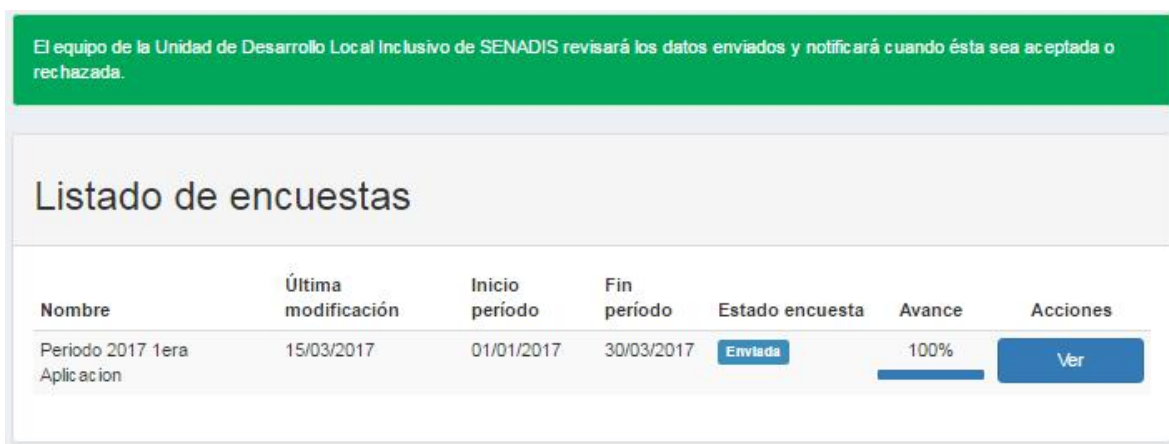 El equipo de la Unidad de Desarrollo Local Inclusivo de SENADIS revisará los datos enviados y notificará cuando ésta sea aceptada o
rechazada.
Listado de encuestas
Nombre Última modificación Inicio período Fin período Estado encuesta Avance Acciones
Periodo 2017 1era Aplicacion 15/03/2017 01/01/2017 30/03/2017 Enviada 100% Ver